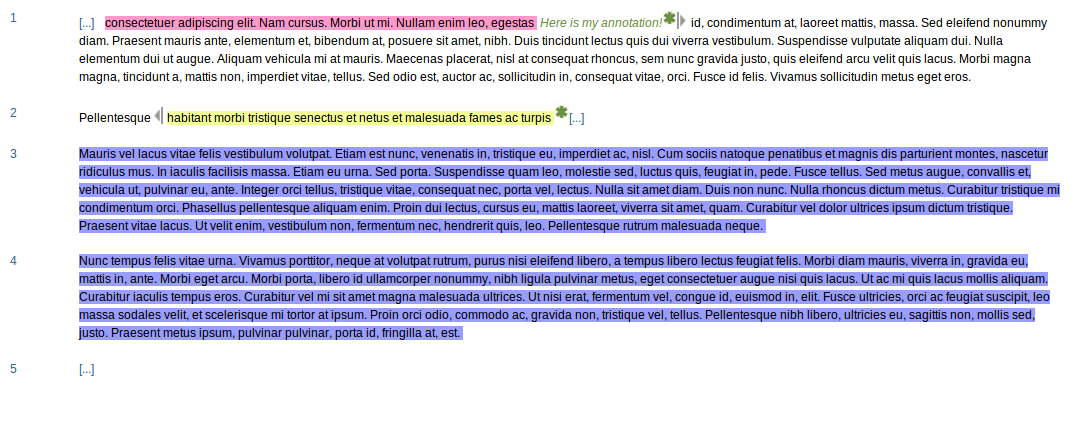 1 [...] consectetuer adipiscing elit. Nam cursus. Morbi ut mi. Nullam enim leo, egestas Here is my annotation! id, condimentum at, laoreet mattis, massa. Sed eleifend nonummy
diam. Praesent mauris ante, elementum et, bibendum at, posuere sit amet, nibh. Duis tincidunt lectus quis dui viverra vestibulum. Suspendisse vulputate aliquam dui. Nulla
elementum dui ut augue. Aliquam vehicula mi at mauris. Maecenas placerat, nisl at consequat rhoncus, sem nunc gravida justo, quis eleifend arcu velit quis lacus. Morbi magna
magna, tincidunt a, mattis non, imperdiet vitae, tellus. Sed odio est, auctor ac, sollicitudin in, consequat vitae, orci. Fusce id felis. Vivamus sollicitudin metus eget eros.
2 Pellentesque habitant morbi tristique senectus et netus et malesuada fames ac turpis [...]
3 Mauris vel lacus vitae felis vestibulum volutpat. Etiam est nunc, venenatis in, tristique eu, imperdiet ac, nisl. Cum sociis natoque penatibus et magnis dis parturient montes, nascetur
ridiculus mus. In iaculis facilisis massa. Etiam eu urna. Sed porta. Suspendisse quam leo, molestie sed, luctus quis, feugiat in, pede. Fusce tellus. Sed metus augue, convallis et,
vehicula ut, pulvinar eu, ante. Integer orci tellus, tristique vitae, consequat nec, porta vel, lectus. Nulla sit amet diam. Duis non nunc. Nulla rhoncus dictum metus. Curabitur tristique mi
condimentum orci. Phasellus pellentesque aliquam enim. Proin dui lectus, cursus eu, mattis laoreet, viverra sit amet, quam. Curabitur vel dolor ultrices ipsum dictum tristique.
Praesent vitae lacus. Ut velit enim, vestibulum non, fermentum nec, hendrerit quis, leo. Pellentesque rutrum malesuada neque.
4 Nunc tempus felis vitae urna. Vivamus porttitor, neque at volutpat rutrum, purus nisi eleifend libero, a tempus libero lectus feugiat felis. Morbi diam mauris, viverra in, gravida eu,
mattis in, ante. Morbi eget arcu. Morbi porta, libero id ullamcorper nonummy, nibh ligula pulvinar metus, eget consectetuer augue nisi quis lacus. Ut ac mi quis lacus mollis aliquam.
Curabitur iaculis tempus eros. Curabitur vel mi sit amet magna malesuada ultrices. Ut nisi erat, fermentum vel, congue id, euismod in, elit. Fusce ultricies, orci ac feugiat suscipit, leo
massa sodales velit, et scelerisque mi tortor at ipsum. Proin orci odio, commodo ac, gravida non, tristique vel, tellus. Pellentesque nibh libero, ultricies eu, sagittis non, mollis sed,
justo. Praesent metus ipsum, pulvinar pulvinar, porta id, fringilla at, est.
5 [...]